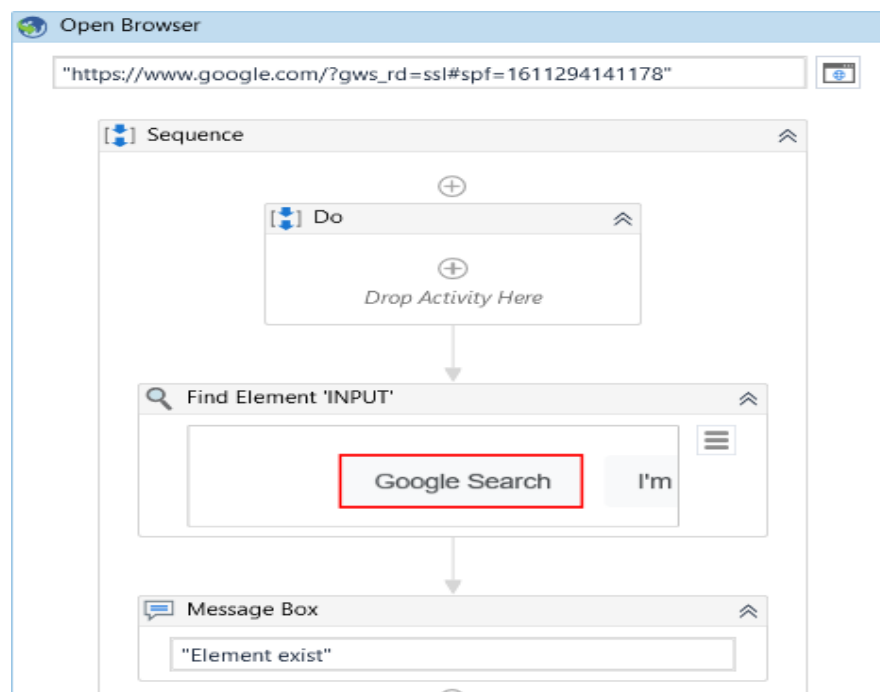 Open Browser
"https://www.google.com/?gws_rd=ssl#spf=1611294141178"
Sequence
Do
Drop Activity Here
Find Element 'INPUT'
Google Search I'm
Message Box
"Element exist"